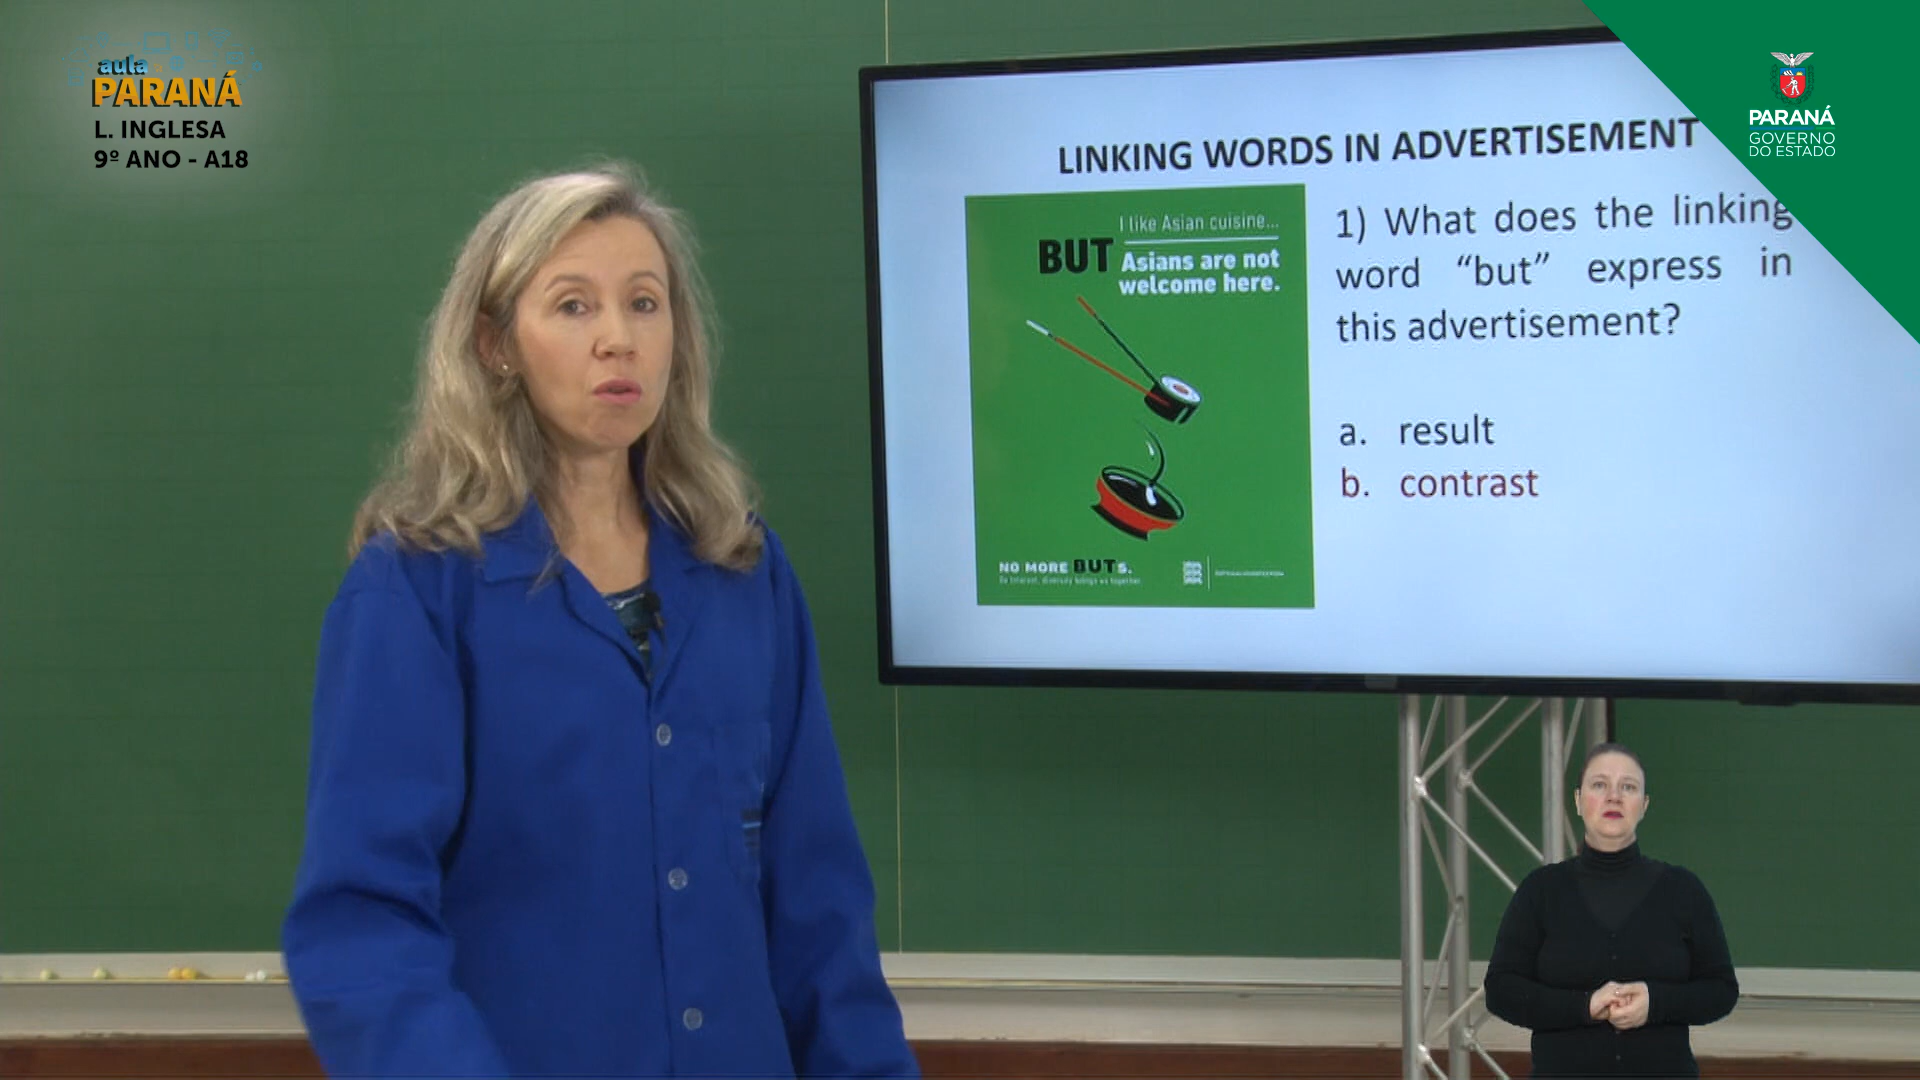 aula
PARANÁ
L. INGLESA
9º ANO - A18
PARANÁ
GOVERNO
DO ESTADO
LINKING WORDS IN ADVERTISEMENT
I like Asian cuisine...
BUT Asians are not
welcome here.
NO MORE BUTS.
1) What does the linking
word “but” express in
this advertisement?
a. result
b. contrast